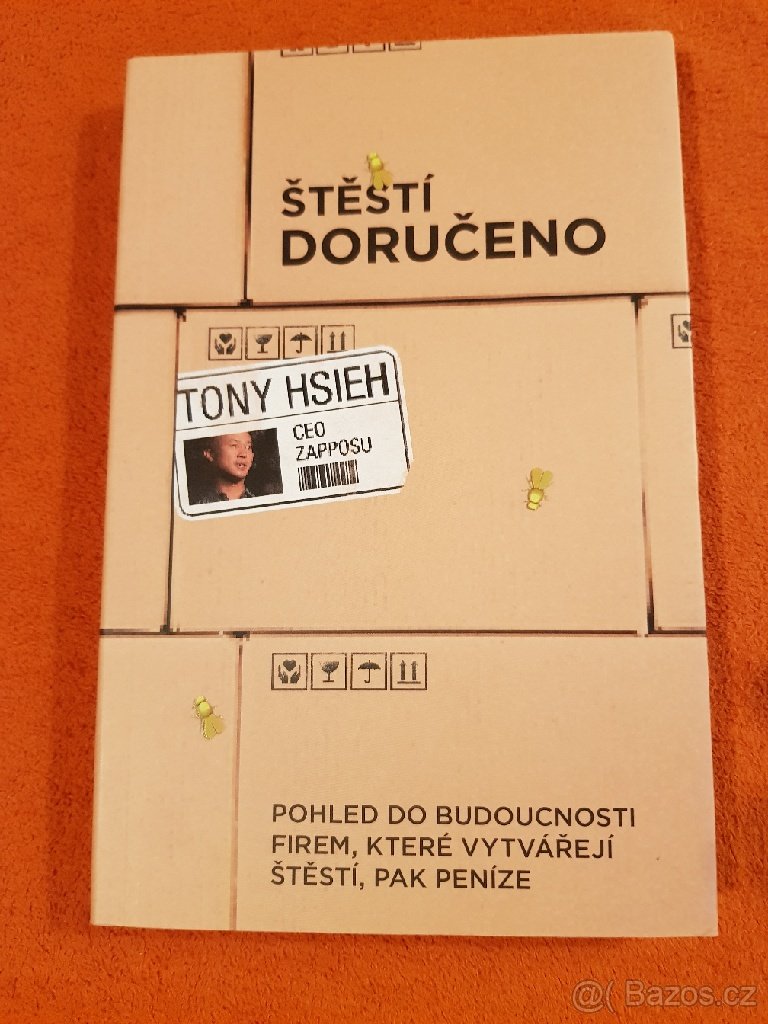 ŠTĚSTÍ
DORUČENO
TONY HSIEH
CEO
ZAPPOSU
POHLED DO BUDOUCNOSTI
FIREM, KTERÉ VYTVÁŘEJÍ
ŠTĚSTÍ, PAK PENÍZE
@( Bazos.cz